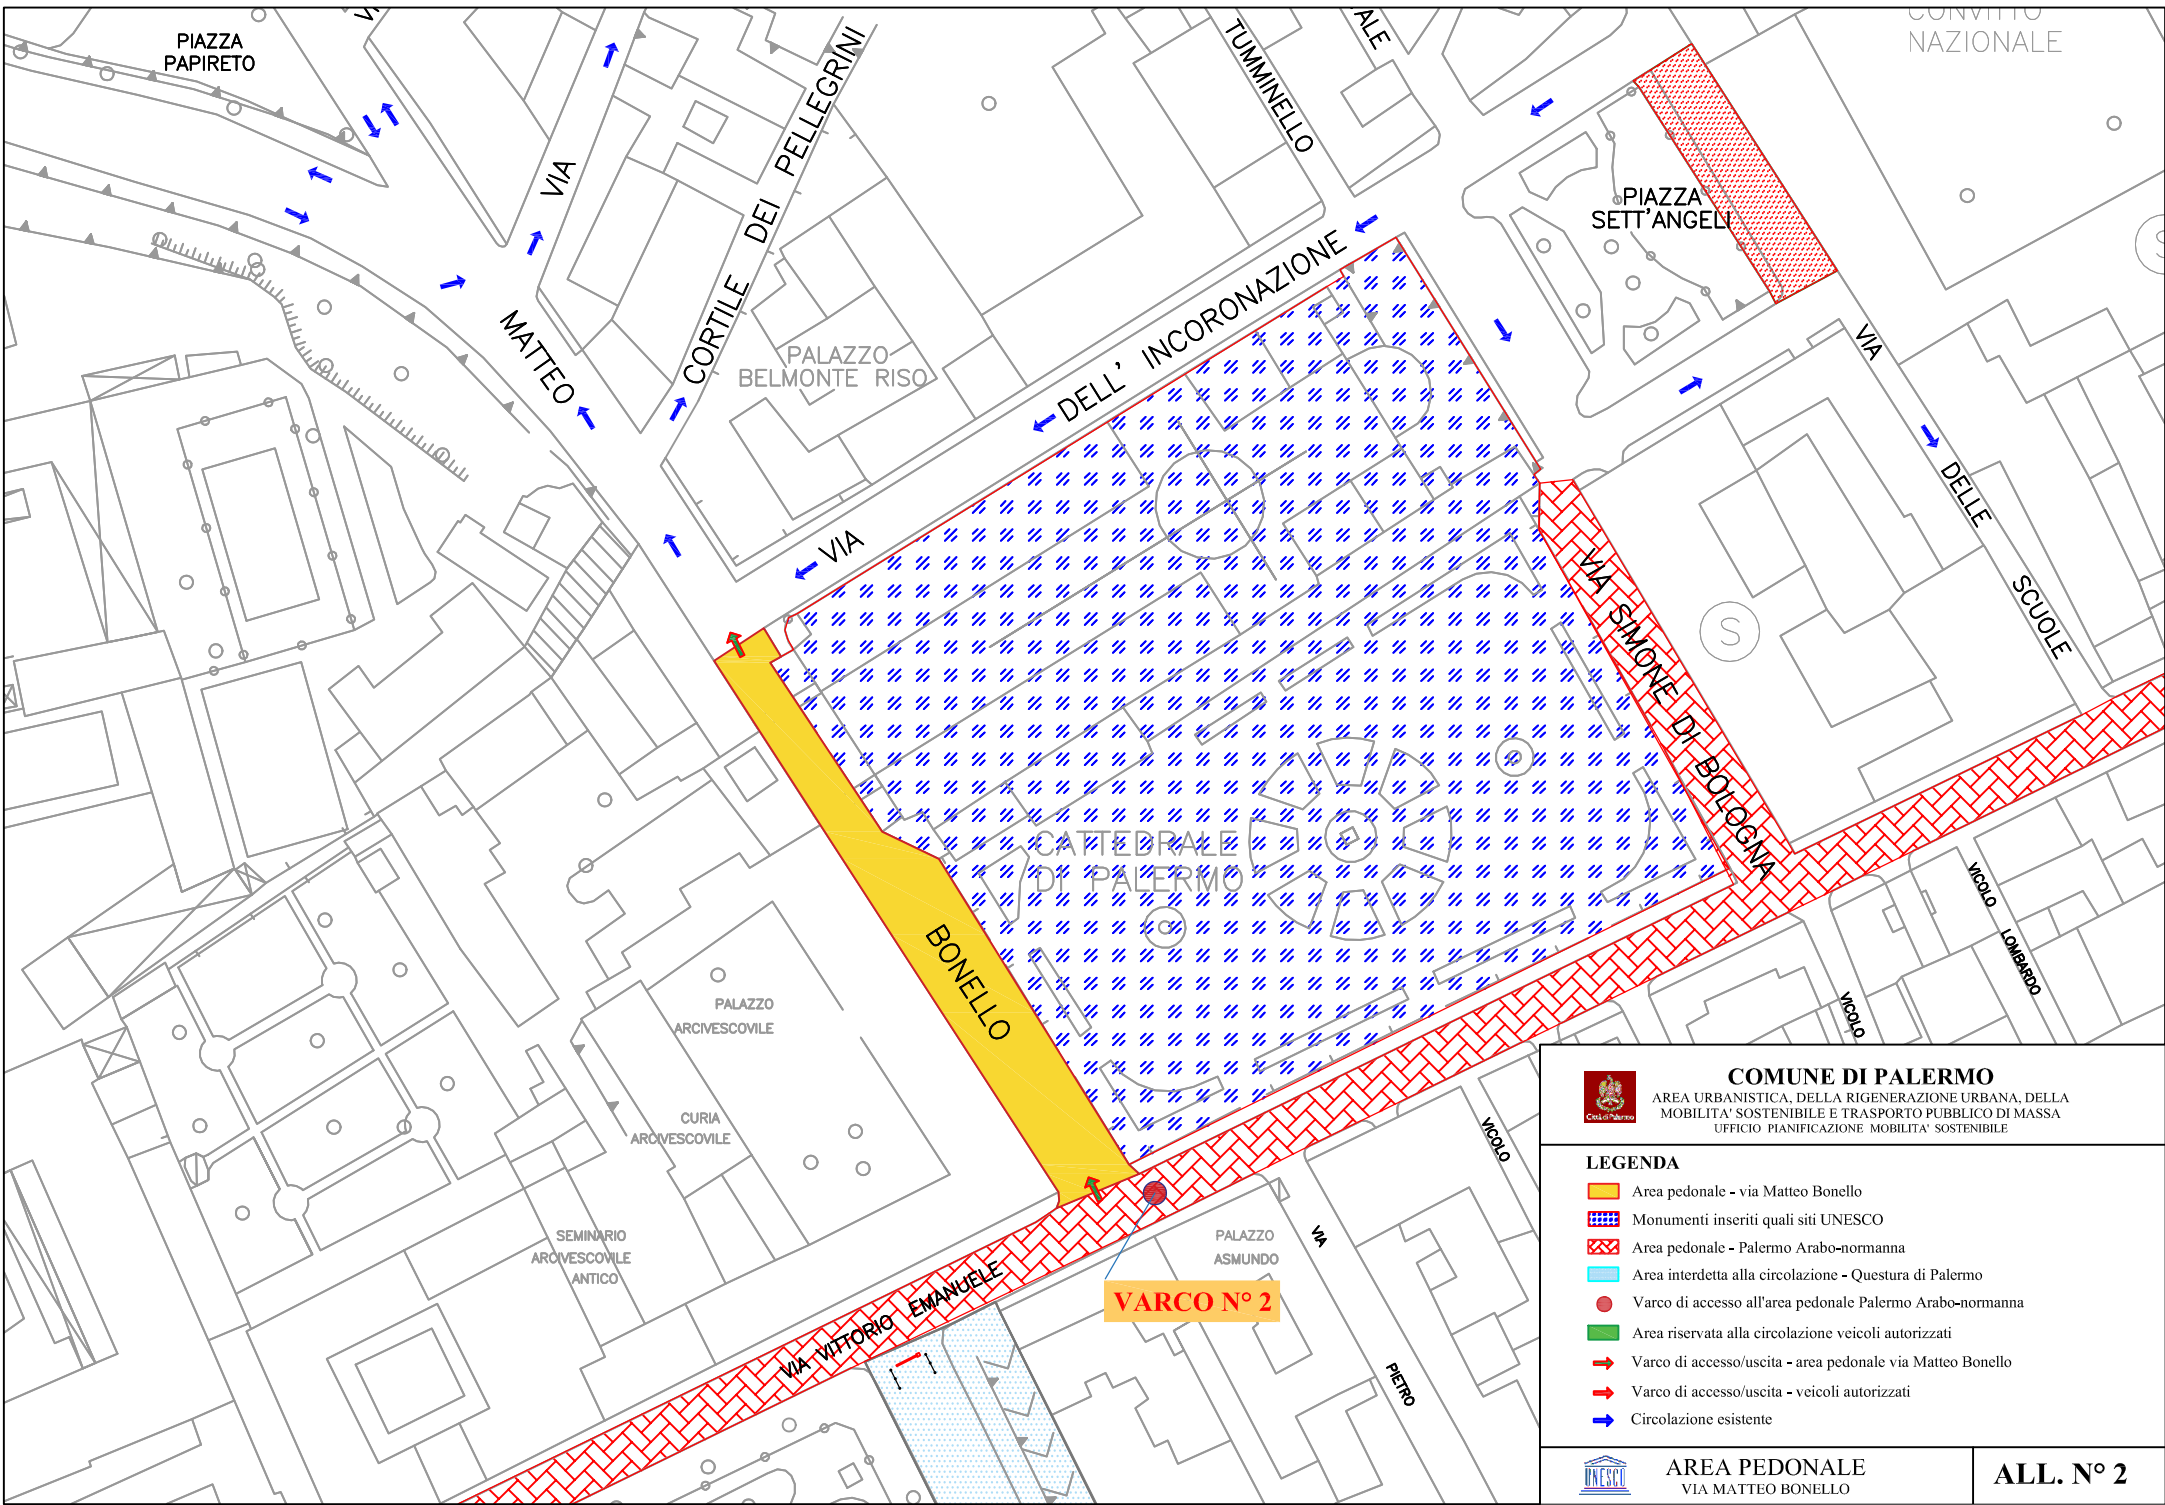 PIAZZA
PAPIRETO
VIA
CORTILE DEI PELLEGRINI
TUMMINELLO
ALE
CONVITTO
NAZIONALE
PIAZZA
SETT'ANGELI
MATTEO
PALAZZO
BELMONTE RISO
VIA DELL' INCORONAZIONE
VIA DELLE SCUOLE
S
VIA SIMONE DI BOLOGNA
CATTEDRALE
DI PALERMO
BONELLO
PALAZZO
ARCIVESCOVILE
CURIA
ARCIVESCOVILE
SEMINARIO
ARCIVESCOVILE
ANTICO
VICOLO LOMBARDO
VICOLO
VICOLO
PALAZZO
ASMUNDO
VIA PIETRO
VIA VITTORIO EMANUELE
VARCO N° 2
Città di Palermo
COMUNE DI PALERMO
AREA URBANISTICA, DELLA RIGENERAZIONE URBANA, DELLA
MOBILITA' SOSTENIBILE E TRASPORTO PUBBLICO DI MASSA
UFFICIO PIANIFICAZIONE MOBILITA' SOSTENIBILE
LEGENDA
Area pedonale - via Matteo Bonello
Monumenti inseriti quali siti UNESCO
Area pedonale - Palermo Arabo-normanna
Area interdetta alla circolazione - Questura di Palermo
Varco di accesso all'area pedonale Palermo Arabo-normanna
Area riservata alla circolazione veicoli autorizzati
Varco di accesso/uscita - area pedonale via Matteo Bonello
Varco di accesso/uscita - veicoli autorizzati
Circolazione esistente
UNESCO
AREA PEDONALE
VIA MATTEO BONELLO
ALL. N° 2